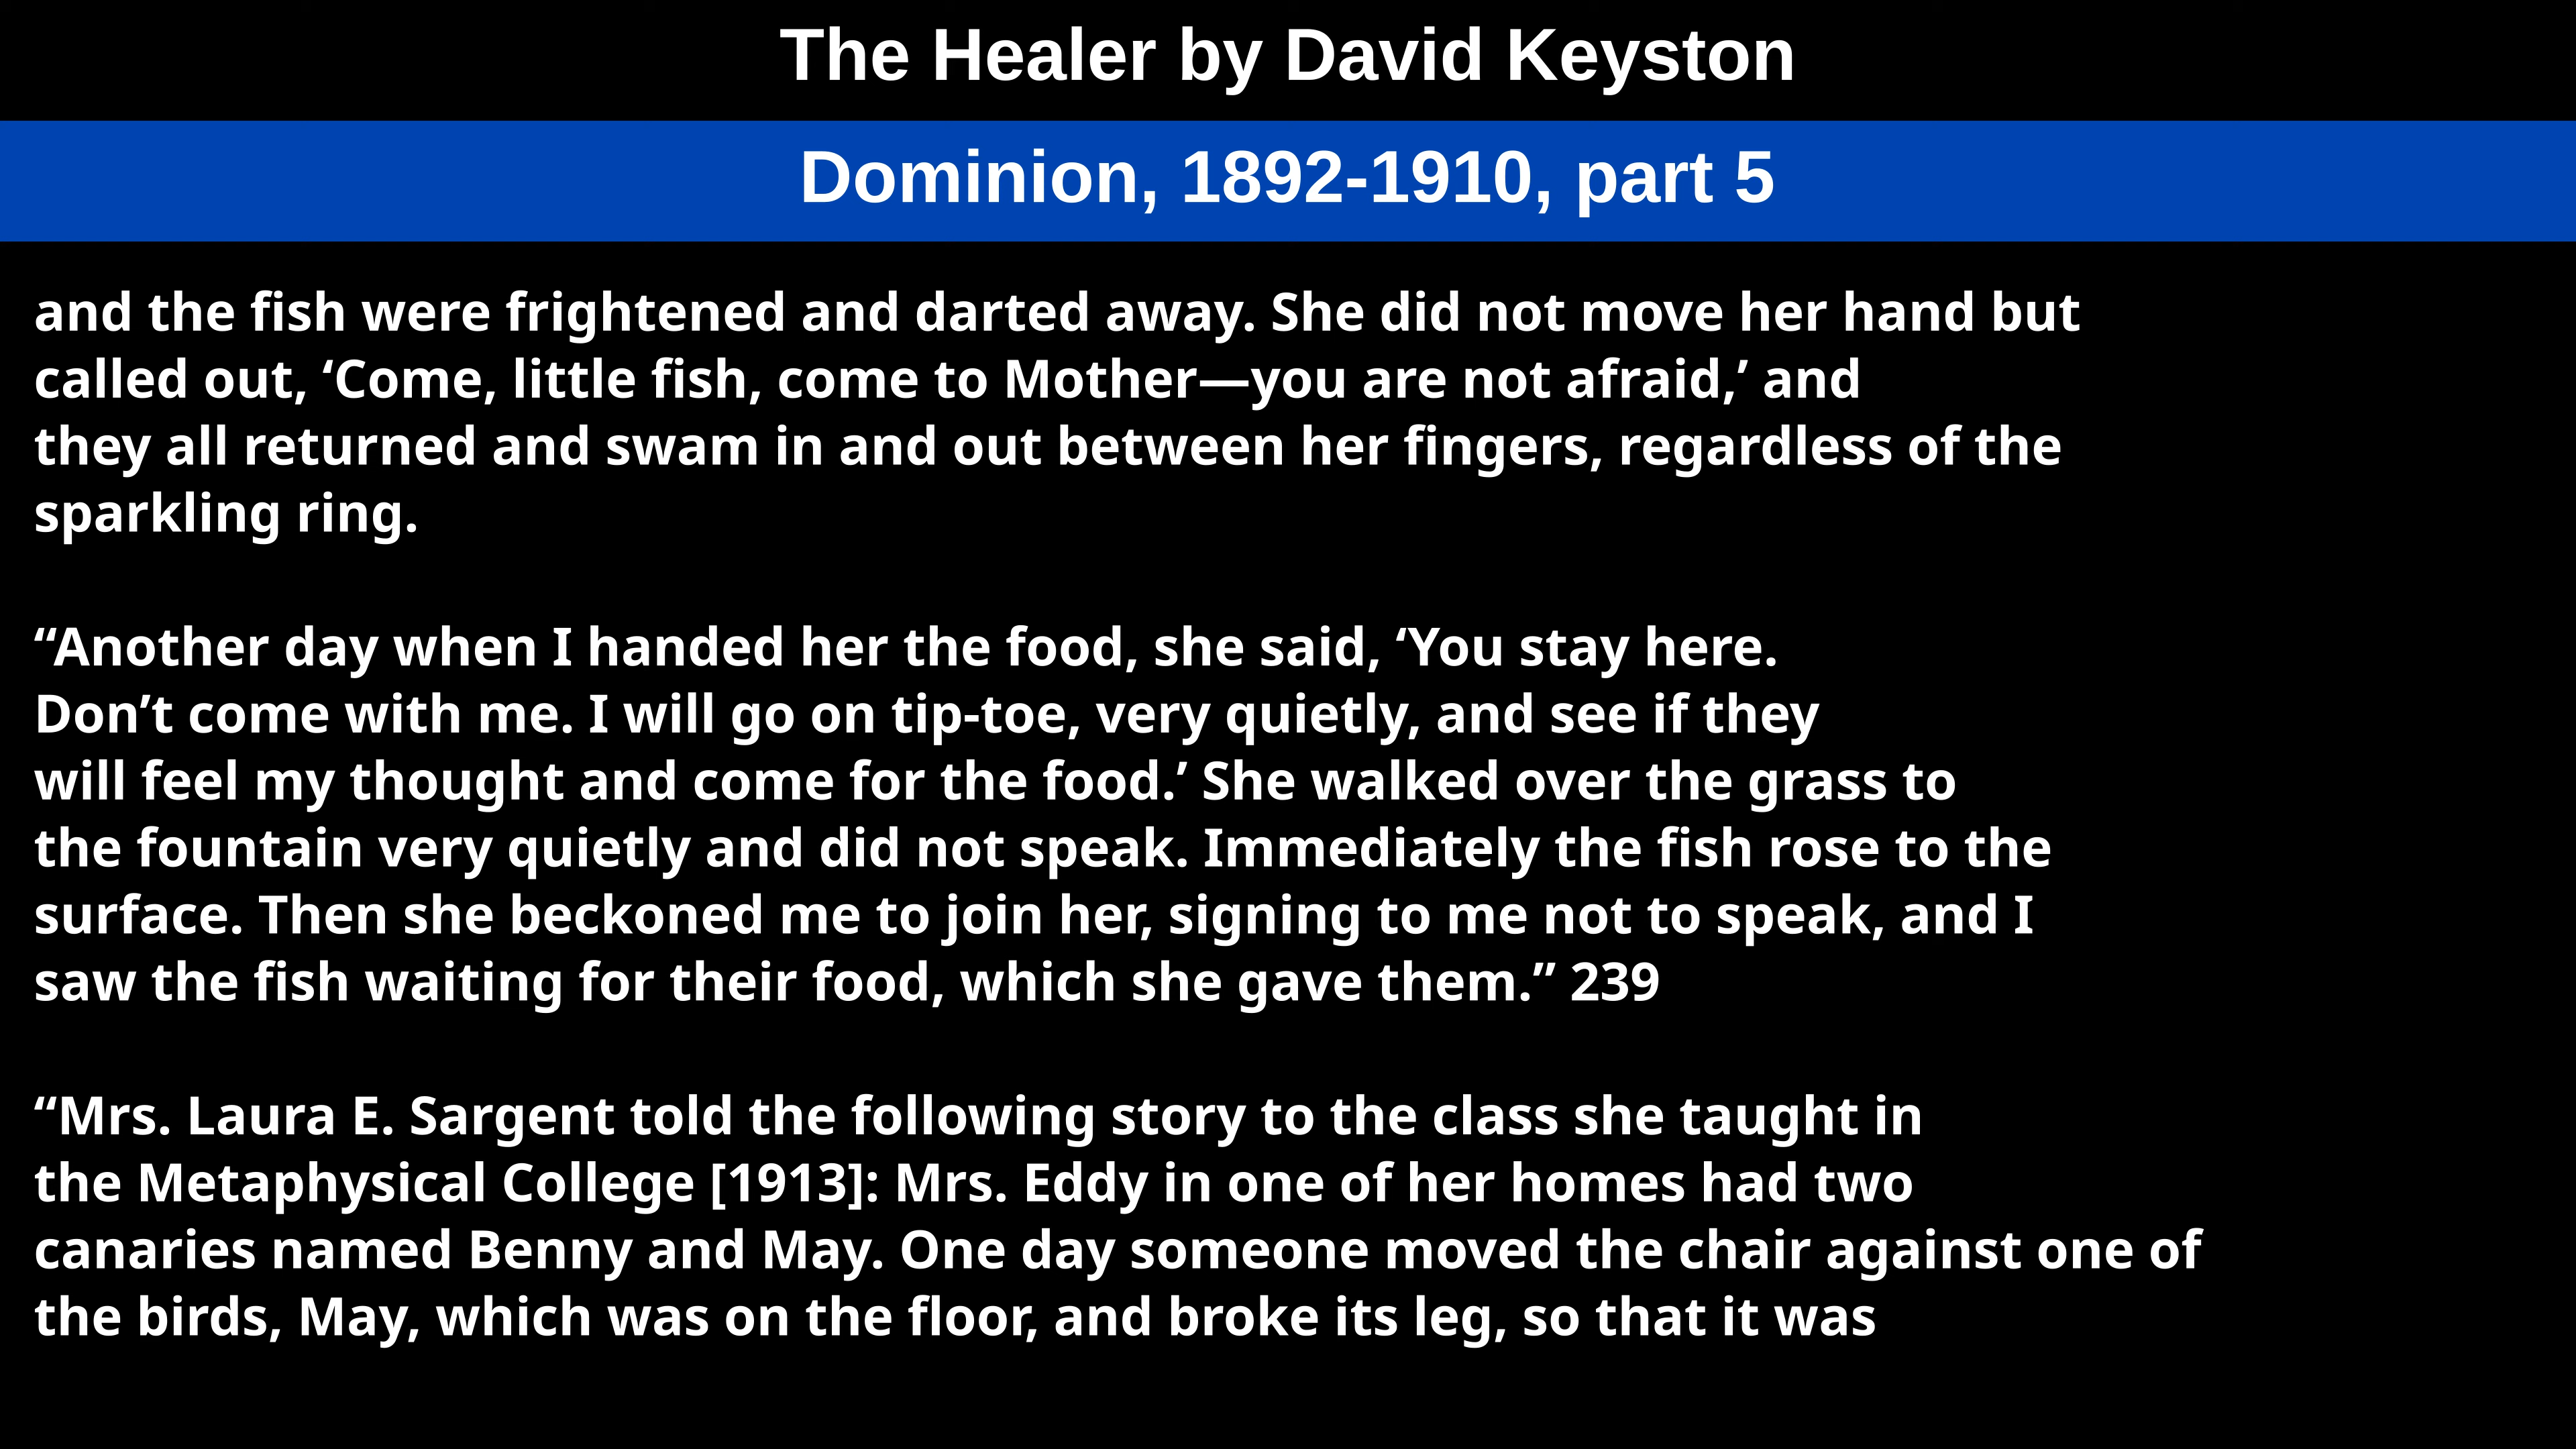 The Healer by David Keyston
Dominion, 1892-1910, part 5
and the fish were frightened and darted away. She did not move her hand but
called out, ‘Come, little fish, come to Mother—you are not afraid,’ and
they all returned and swam in and out between her fingers, regardless of the
sparkling ring.
“Another day when I handed her the food, she said, ‘You stay here.
Don’t come with me. I will go on tip-toe, very quietly, and see if they
will feel my thought and come for the food.’ She walked over the grass to
the fountain very quietly and did not speak. Immediately the fish rose to the
surface. Then she beckoned me to join her, signing to me not to speak, and I
saw the fish waiting for their food, which she gave them.” 239
“Mrs. Laura E. Sargent told the following story to the class she taught in
the Metaphysical College [1913]: Mrs. Eddy in one of her homes had two
canaries named Benny and May. One day someone moved the chair against one of
the birds, May, which was on the floor, and broke its leg, so that it was